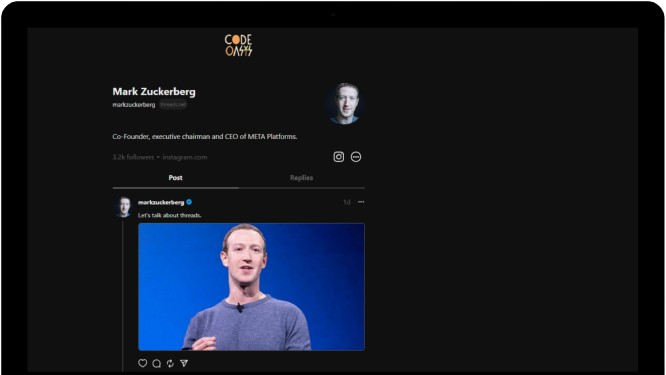 CODE
OASIS
Mark Zuckerberg
markzuckerberg threads.net
Co-Founder, executive chairman and CEO of META Platforms.
3.2k followers • instagram.com
Post Replies
markzuckerberg 1d
Let's talk about threads.